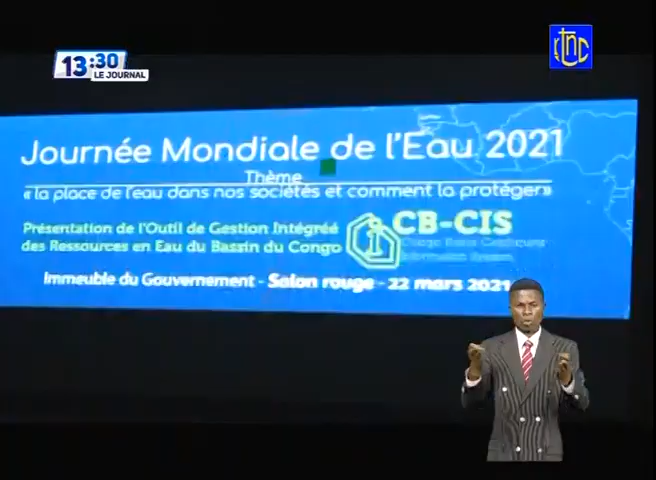 13:30
LE JOURNAL
rtnc
Journée Mondiale de l'Eau 2021
Thème
« la place de l'eau dans nos sociétés et comment la protéger»
Présentation de l'Outil de Gestion Intégréé
des Ressources en Eau du Bassin du Congo
CB-CIS
Immeuble du Gouvernement - Salon rouge - 22 mars 2021